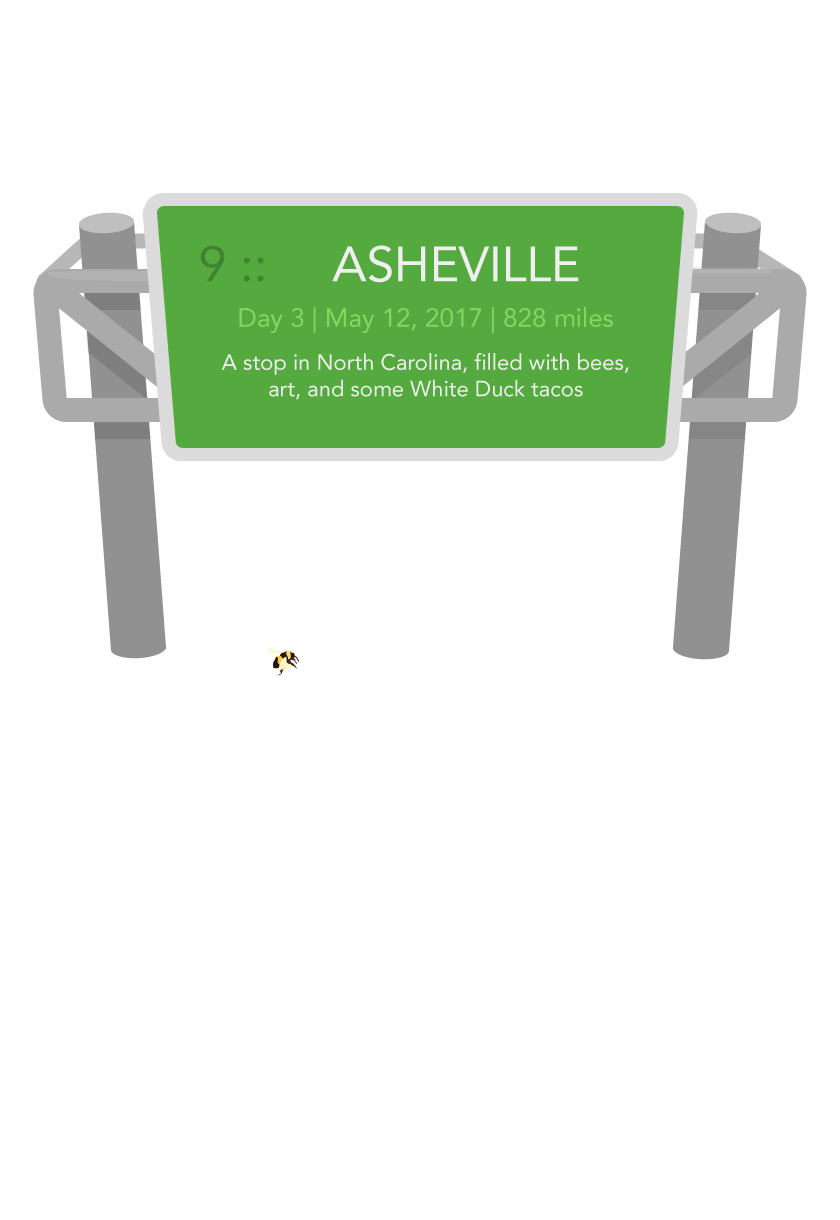 9 :: ASHEVILLE
Day 3 | May 12, 2017 | 828 miles
A stop in North Carolina, filled with bees,
art, and some White Duck tacos